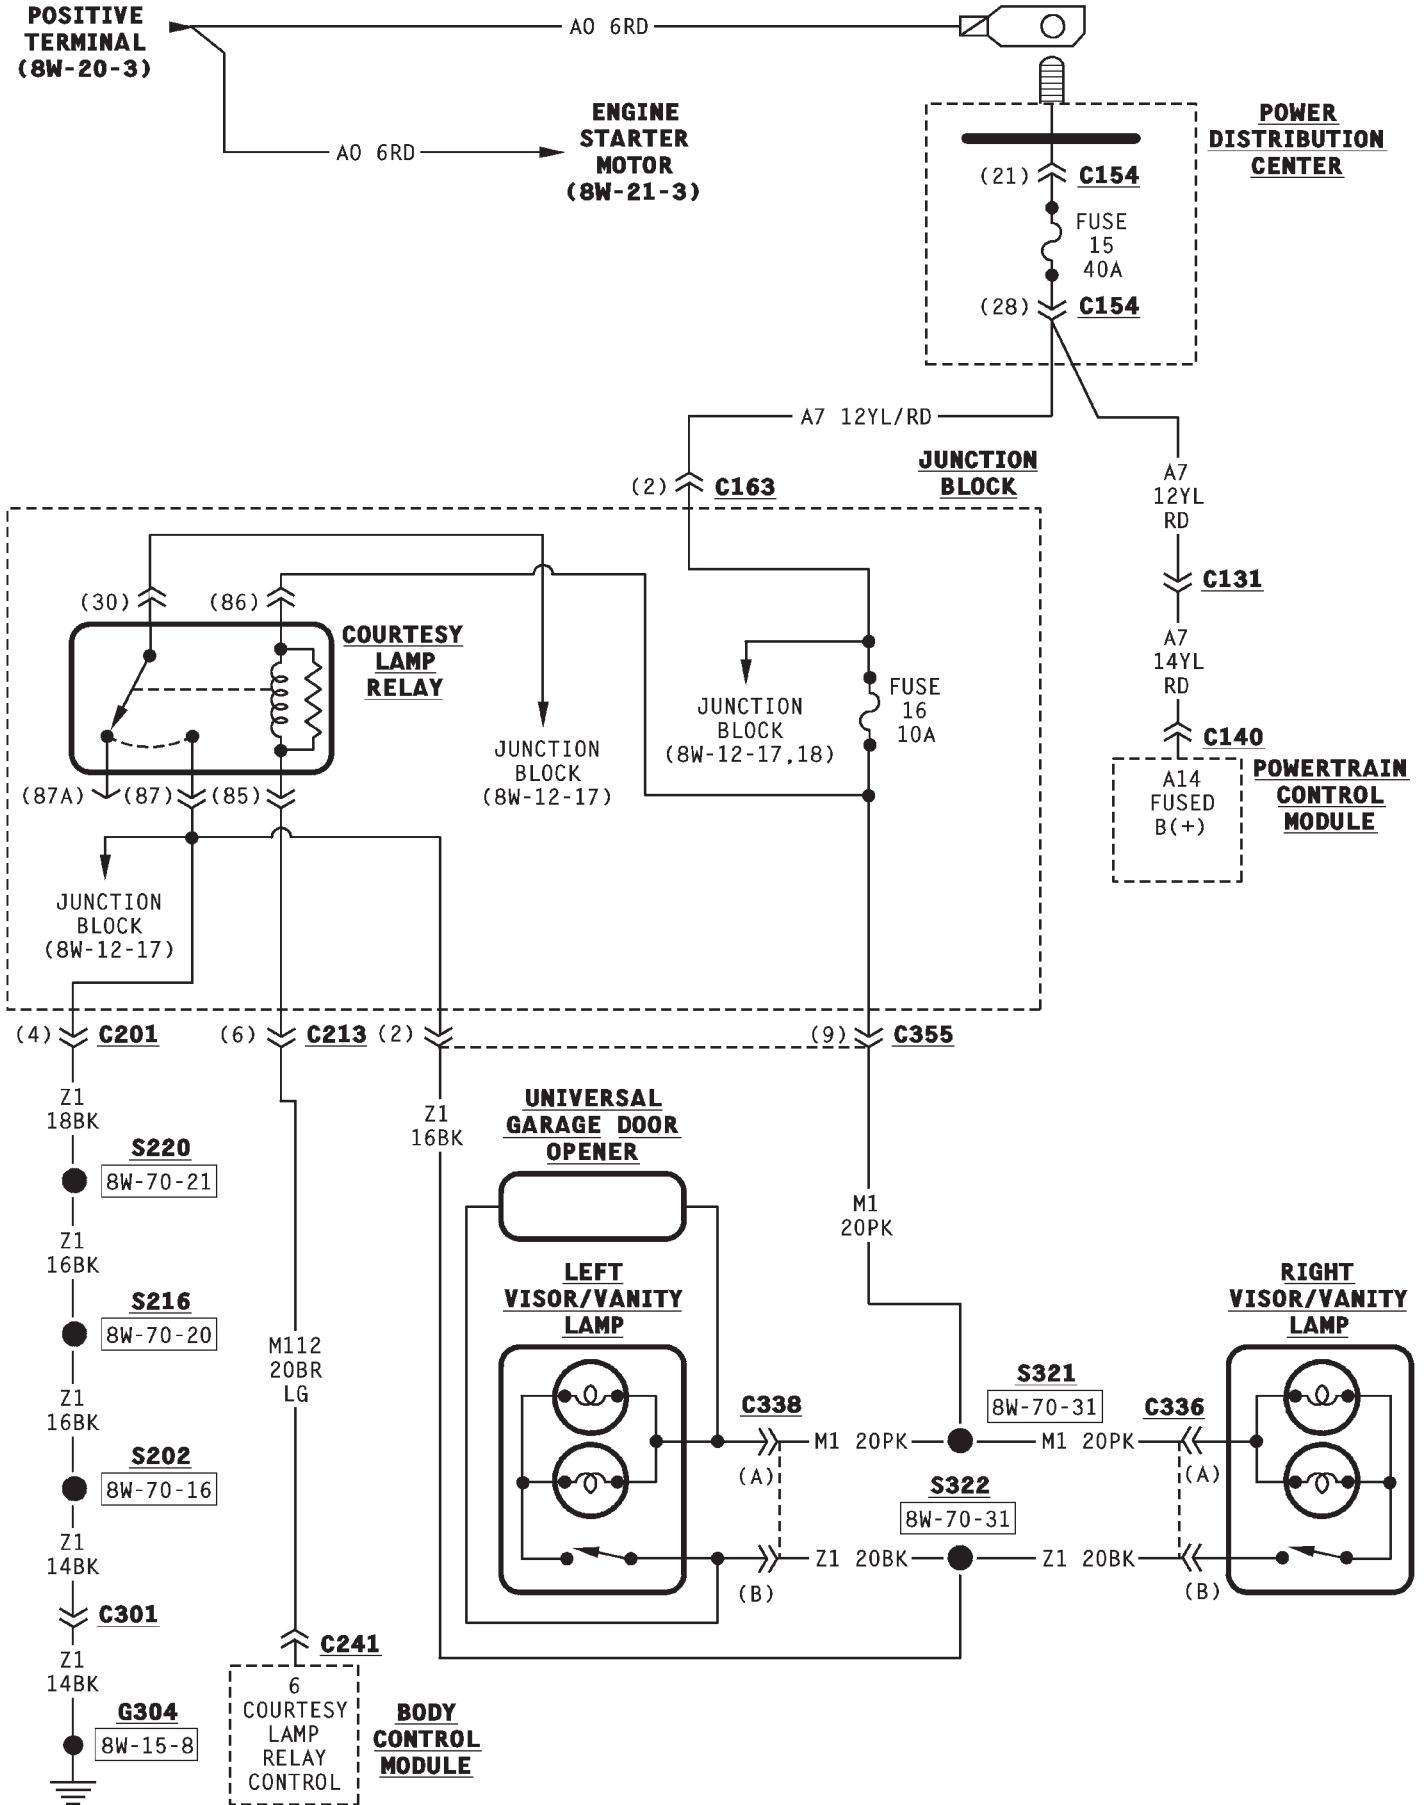 POSITIVE
TERMINAL
(8W-20-3)
A0 6RD
A0 6RD
ENGINE
STARTER
MOTOR
(8W-21-3)
POWER
DISTRIBUTION
CENTER
(21)
C154
FUSE
15
40A
(28)
C154
A7 12YL/RD
JUNCTION
BLOCK
(2)
C163
A7
12YL
RD
C131
A7
14YL
RD
C140
A14
FUSED
B(+)
POWERTRAIN
CONTROL
MODULE
(30)
(86)
COURTESY
LAMP
RELAY
(87A)
(87)
(85)
JUNCTION
BLOCK
(8W-12-17)
JUNCTION
BLOCK
(8W-12-17,18)
FUSE
16
10A
JUNCTION
BLOCK
(8W-12-17)
(4)
C201
(6)
C213
(2)
(9)
C355
Z1
18BK
S220
8W-70-21
Z1
16BK
S216
8W-70-20
Z1
16BK
S202
8W-70-16
Z1
14BK
C301
Z1
14BK
G304
8W-15-8
M112
20BR
LG
C241
6
COURTESY
LAMP
RELAY
CONTROL
BODY
CONTROL
MODULE
Z1
16BK
UNIVERSAL
GARAGE DOOR
OPENER
M1
20PK
LEFT
VISOR/VANITY
LAMP
C338
(A)
M1 20PK
S321
8W-70-31
M1 20PK
C336
(A)
RIGHT
VISOR/VANITY
LAMP
S322
8W-70-31
(B)
Z1 20BK
Z1 20BK
(B)